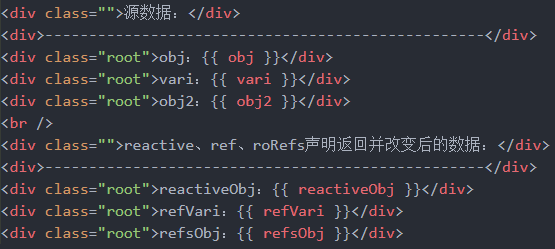 <div class="">源数据：</div>
<div>--------------------------------------------------</div>
<div class="root">obj：{{ obj }}</div>
<div class="root">vari：{{ vari }}</div>
<div class="root">obj2：{{ obj2 }}</div>
<br />
<div class="">reactive、ref、roRefs声明返回并改变后的数据：</div>
<div>--------------------------------------------------</div>
<div class="root">reactiveObj：{{ reactiveObj }}</div>
<div class="root">refVari：{{ refVari }}</div>
<div class="root">refsObj：{{ refsObj }}</div>